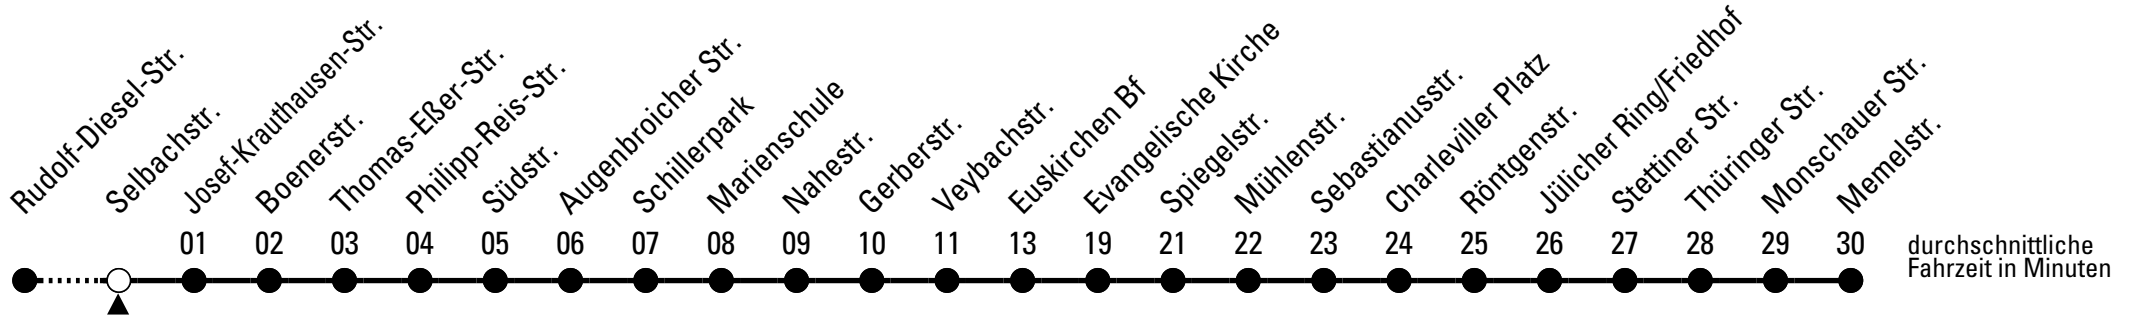 Rudolf-Diesel-Str.
Selbachstr.
Josef-Krauthausen-Str.
Boenerstr.
Thomas-Eßer-Str.
Philipp-Reis-Str.
Südstr.
Augenbroicher Str.
Schillerpark
Marienschule
Nahestr.
Gerberstr.
Veybachstr.
Euskirchen Bf
Evangelische Kirche
Spiegelstr.
Mühlenstr.
Sebastianusstr.
Charleviller Platz
Röntgenstr.
Jülicher Ring/Friedhof
Stettiner Str.
Thüringer Str.
Monschauer Str.
Memelstr.
01 02 03 04 05 06 07 08 09 10 11 13 19 21 22 23 24 25 26 27 28 29 30
durchschnittliche
Fahrzeit in Minuten